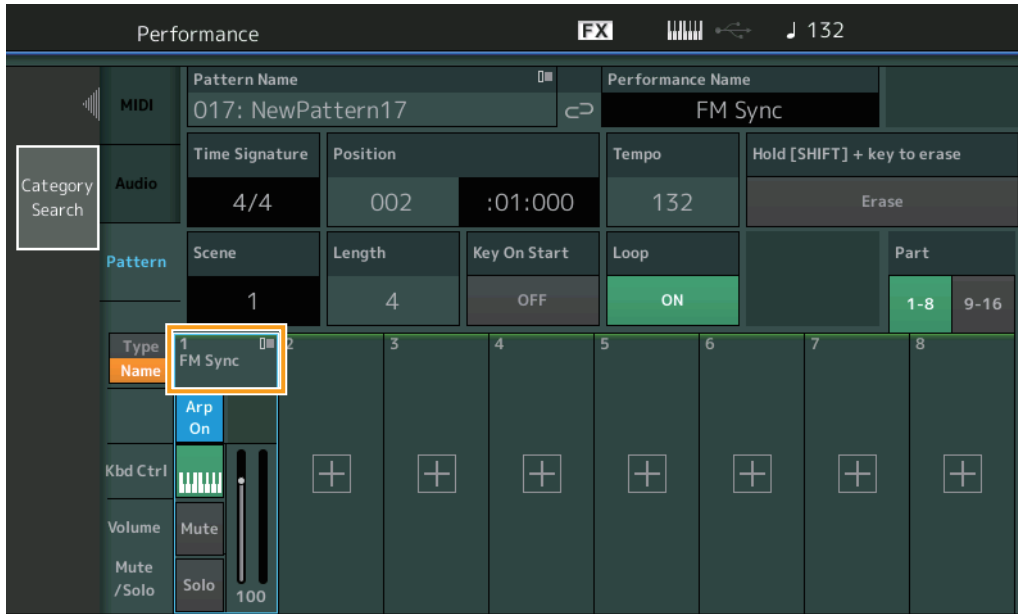 Performance
FX
132
Category
Search
MIDI
Audio
Pattern
Pattern Name
017: NewPattern17
Performance Name
FM Sync
Time Signature
4/4
Position
002
:01:000
Tempo
132
Hold [SHIFT] + key to erase
Erase
Scene
1
Length
4
Key On Start
OFF
Loop
ON
Part
1-8
9-16
Type
Name
1
FM Sync
2
3
4
5
6
7
8
Arp
On
Kbd Ctrl
Volume
Mute
Mute
/Solo
Solo
100